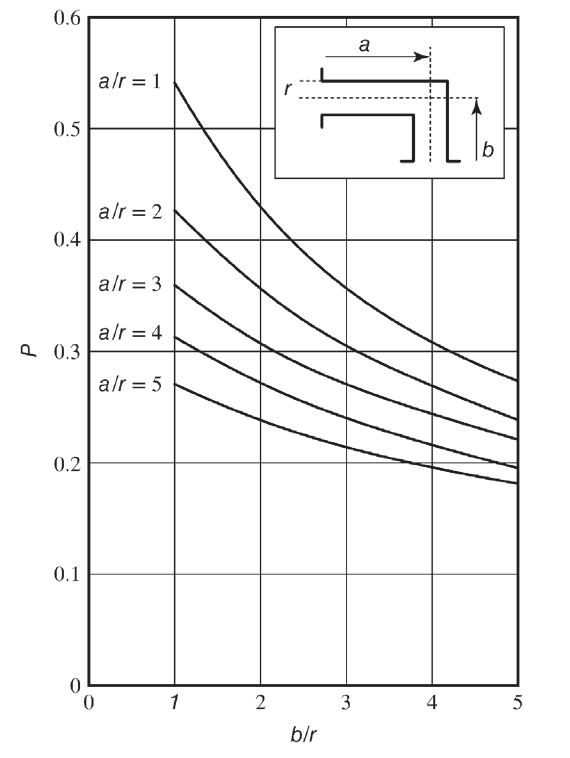 0.6
a/r = 1
0.5
a/r = 2
0.4
a/r = 3
a/r = 4
0.3
a/r = 5
0.2
0.1
0
P
a
r
b
0 1 2 3 4 5
b/r